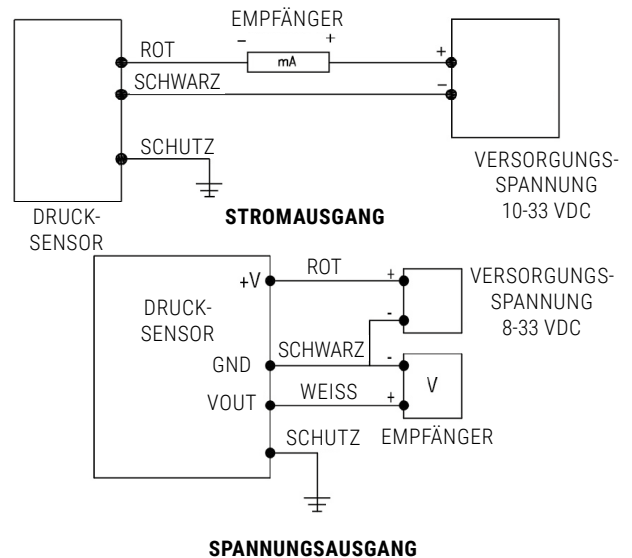 EMPFÄNGER
- +
ROT
mA
+
SCHWARZ
-
SCHUTZ
DRUCK-
SENSOR
VERSORGUNGS-
SPANNUNG
10-33 VDC
STROMAUSGANG
DRUCK-
SENSOR
+V
ROT
+
VERSORGUNGS-
SPANNUNG
8-33 VDC
-
GND
SCHWARZ
-
V
VOUT
WEISS
+
SCHUTZ
EMPFÄNGER
SPANNUNGSAUSGANG